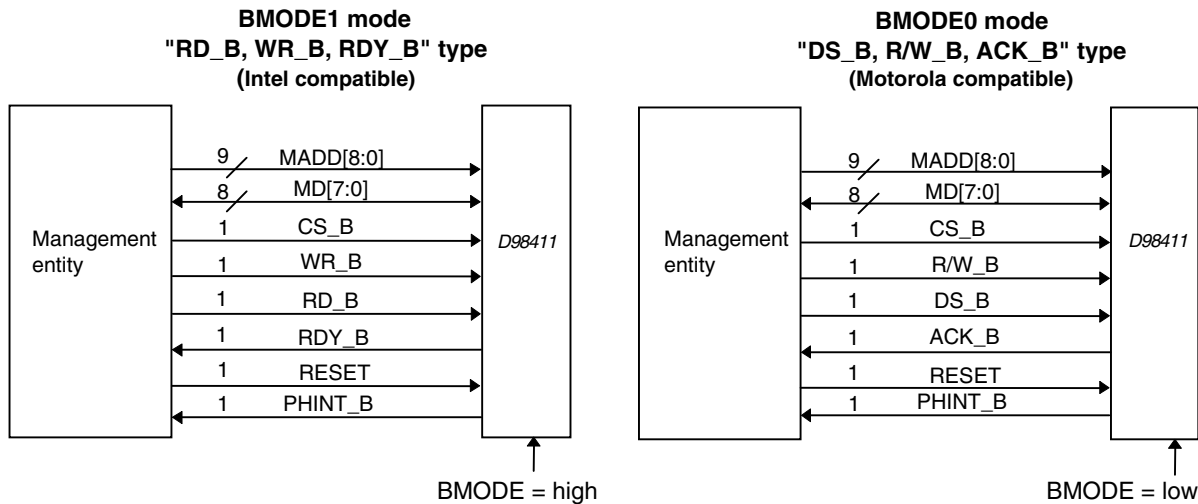 BMODE1 mode
"RD_B, WR_B, RDY_B" type
(Intel compatible)
9 MADD[8:0]
8 MD[7:0]
1 CS_B
1 WR_B
1 RD_B
1 RDY_B
1 RESET
1 PHINT_B
Management
entity
D98411
BMODE = high
BMODE0 mode
"DS_B, R/W_B, ACK_B" type
(Motorola compatible)
9 MADD[8:0]
8 MD[7:0]
1 CS_B
1 R/W_B
1 DS_B
1 ACK_B
1 RESET
1 PHINT_B
Management
entity
D98411
BMODE = low